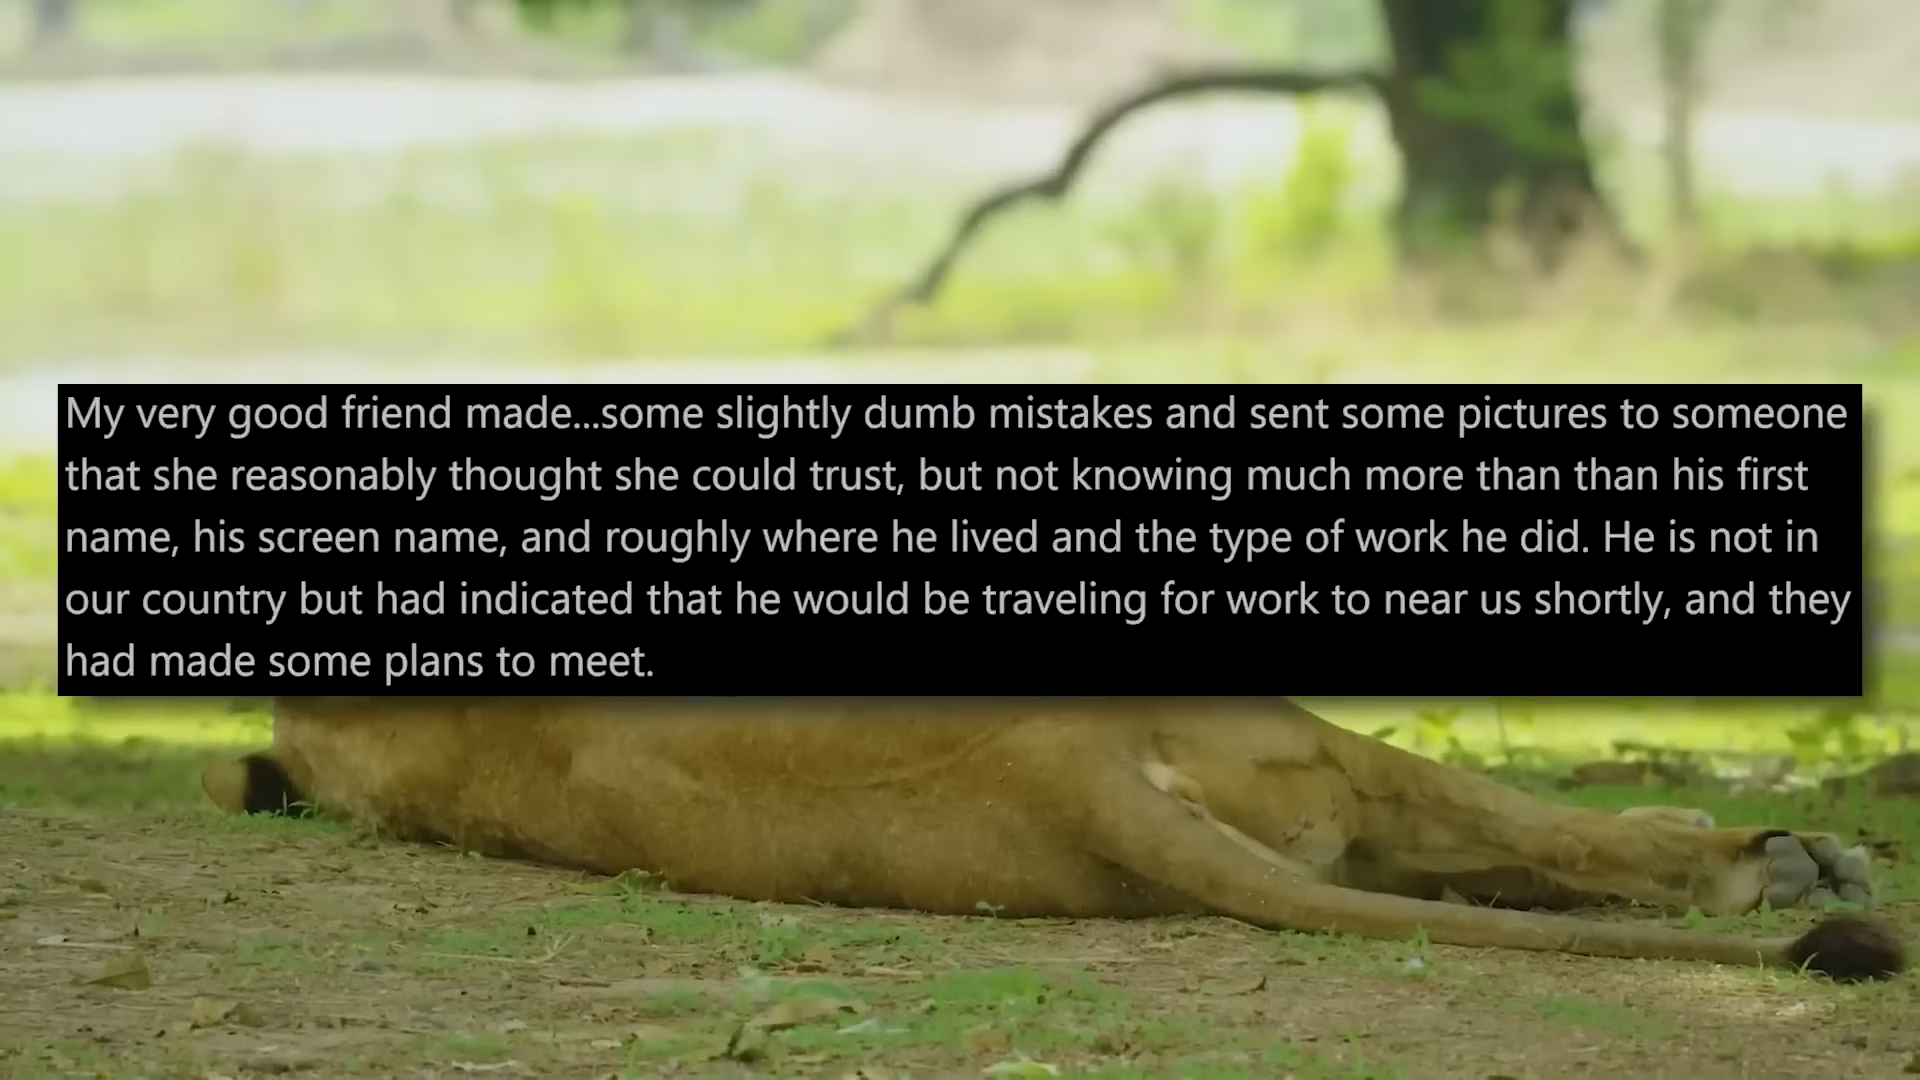 My very good friend made...some slightly dumb mistakes and sent some pictures to someone
that she reasonably thought she could trust, but not knowing much more than than his first
name, his screen name, and roughly where he lived and the type of work he did. He is not in
our country but had indicated that he would be traveling for work to near us shortly, and they
had made some plans to meet.